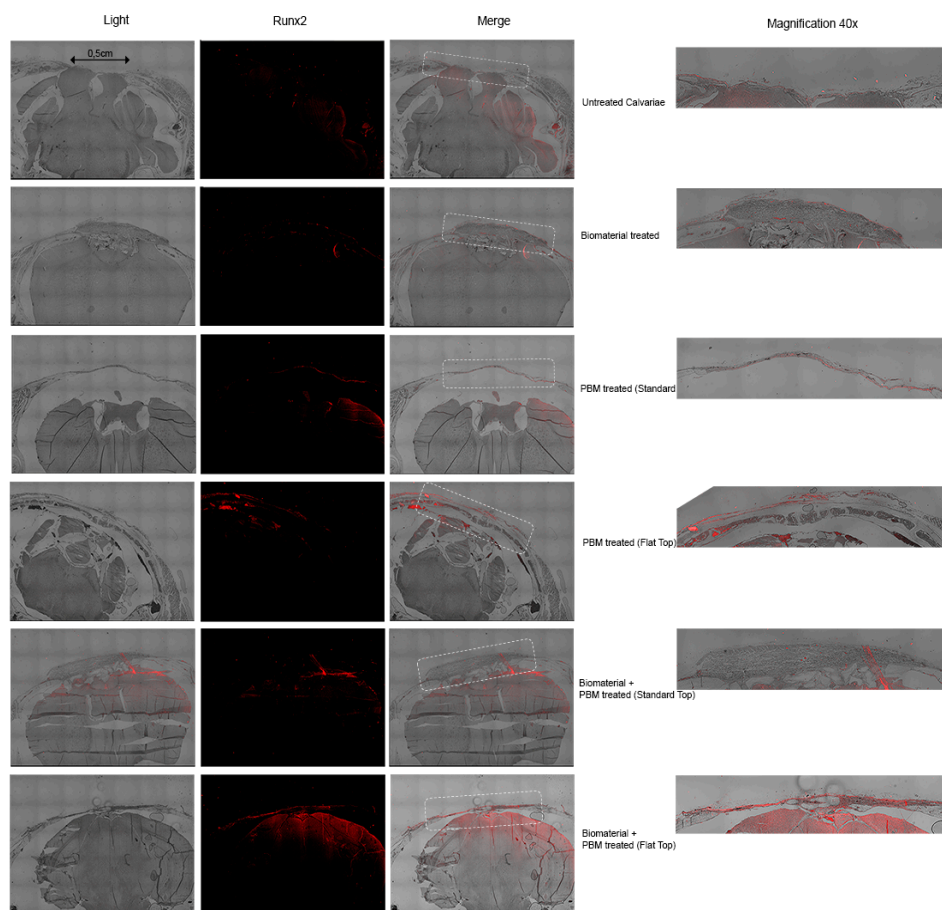 Light
Runx2
Merge
Magnification 40x
0,5cm
Untreated Calvariae
Biomaterial treated
PBM treated (Standard
PBM treated (Flat Top)
Biomaterial +
PBM treated (Standard Top)
Biomaterial +
PBM treated (Flat Top)